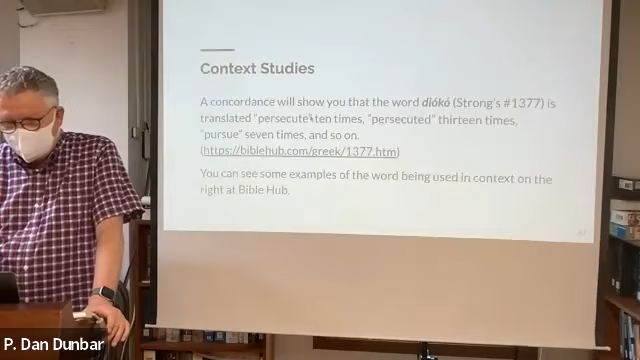 Context Studies
A concordance will show you that the word diókó (Strong's #1377) is
translated "persecute" ten times, "persecuted" thirteen times,
"pursue" seven times, and so on.
(https://biblehub.com/greek/1377.htm)
You can see some examples of the word being used in context on the
right at Bible Hub.
P. Dan Dunbar